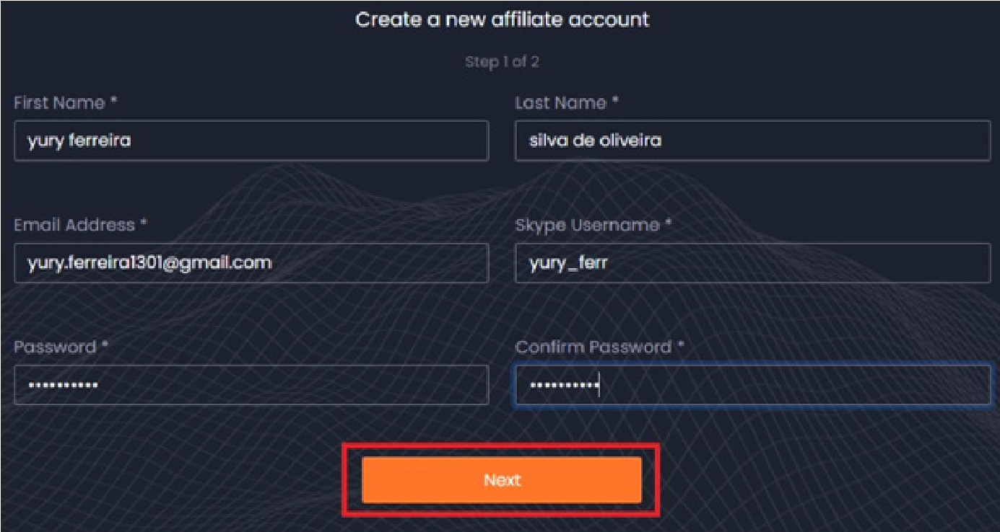 Create a new affiliate account
Step 1 of 2
First Name *
Last Name *
yury ferreira
silva de oliveira
Email Address *
Skype Username *
yury.ferreira1301@gmail.com
yury_ferr
Password *
Confirm Password *
••••••••••
••••••••••
Next